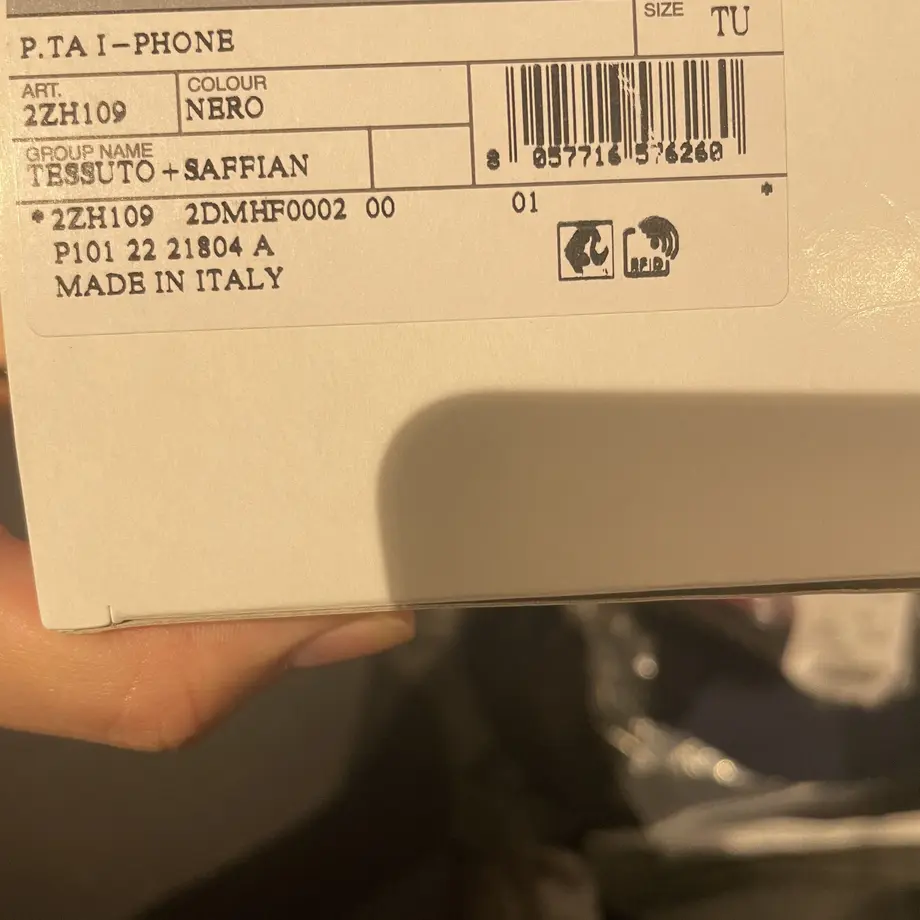 SIZE TU
P.TA I-PHONE
ART.
2ZH109
COLOUR
NERO
8 057716 576260
GROUP NAME
TESSUTO+SAFFIAN
*2ZH109 2DMHF0002 00 01 *
P101 22 21804 A
MADE IN ITALY
RFID